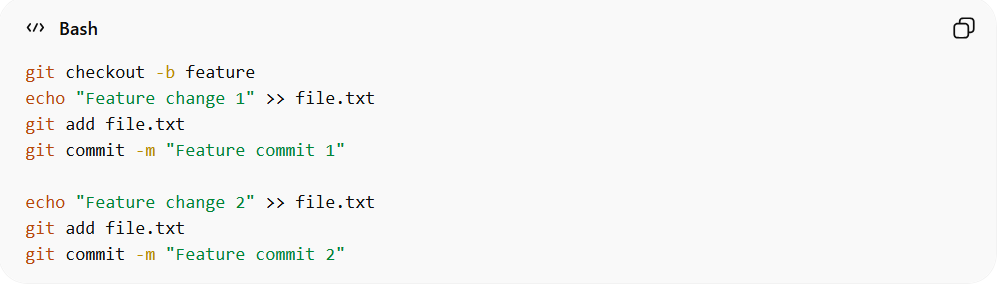 Bash
git checkout -b feature
echo "Feature change 1" >> file.txt
git add file.txt
git commit -m "Feature commit 1"
echo "Feature change 2" >> file.txt
git add file.txt
git commit -m "Feature commit 2"